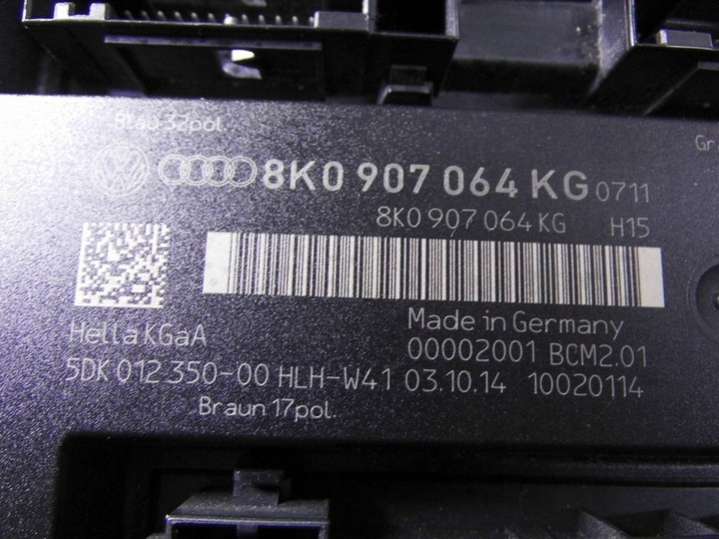 Blau 32pol.
Gr
8K0 907 064 KG 0711
8K0 907 064 KG H15
Hella KGaA
Made in Germany
00002001 BCM2.01
5DK 012 350-00 HLH-W41 03.10.14 10020114
Braun 17pol.